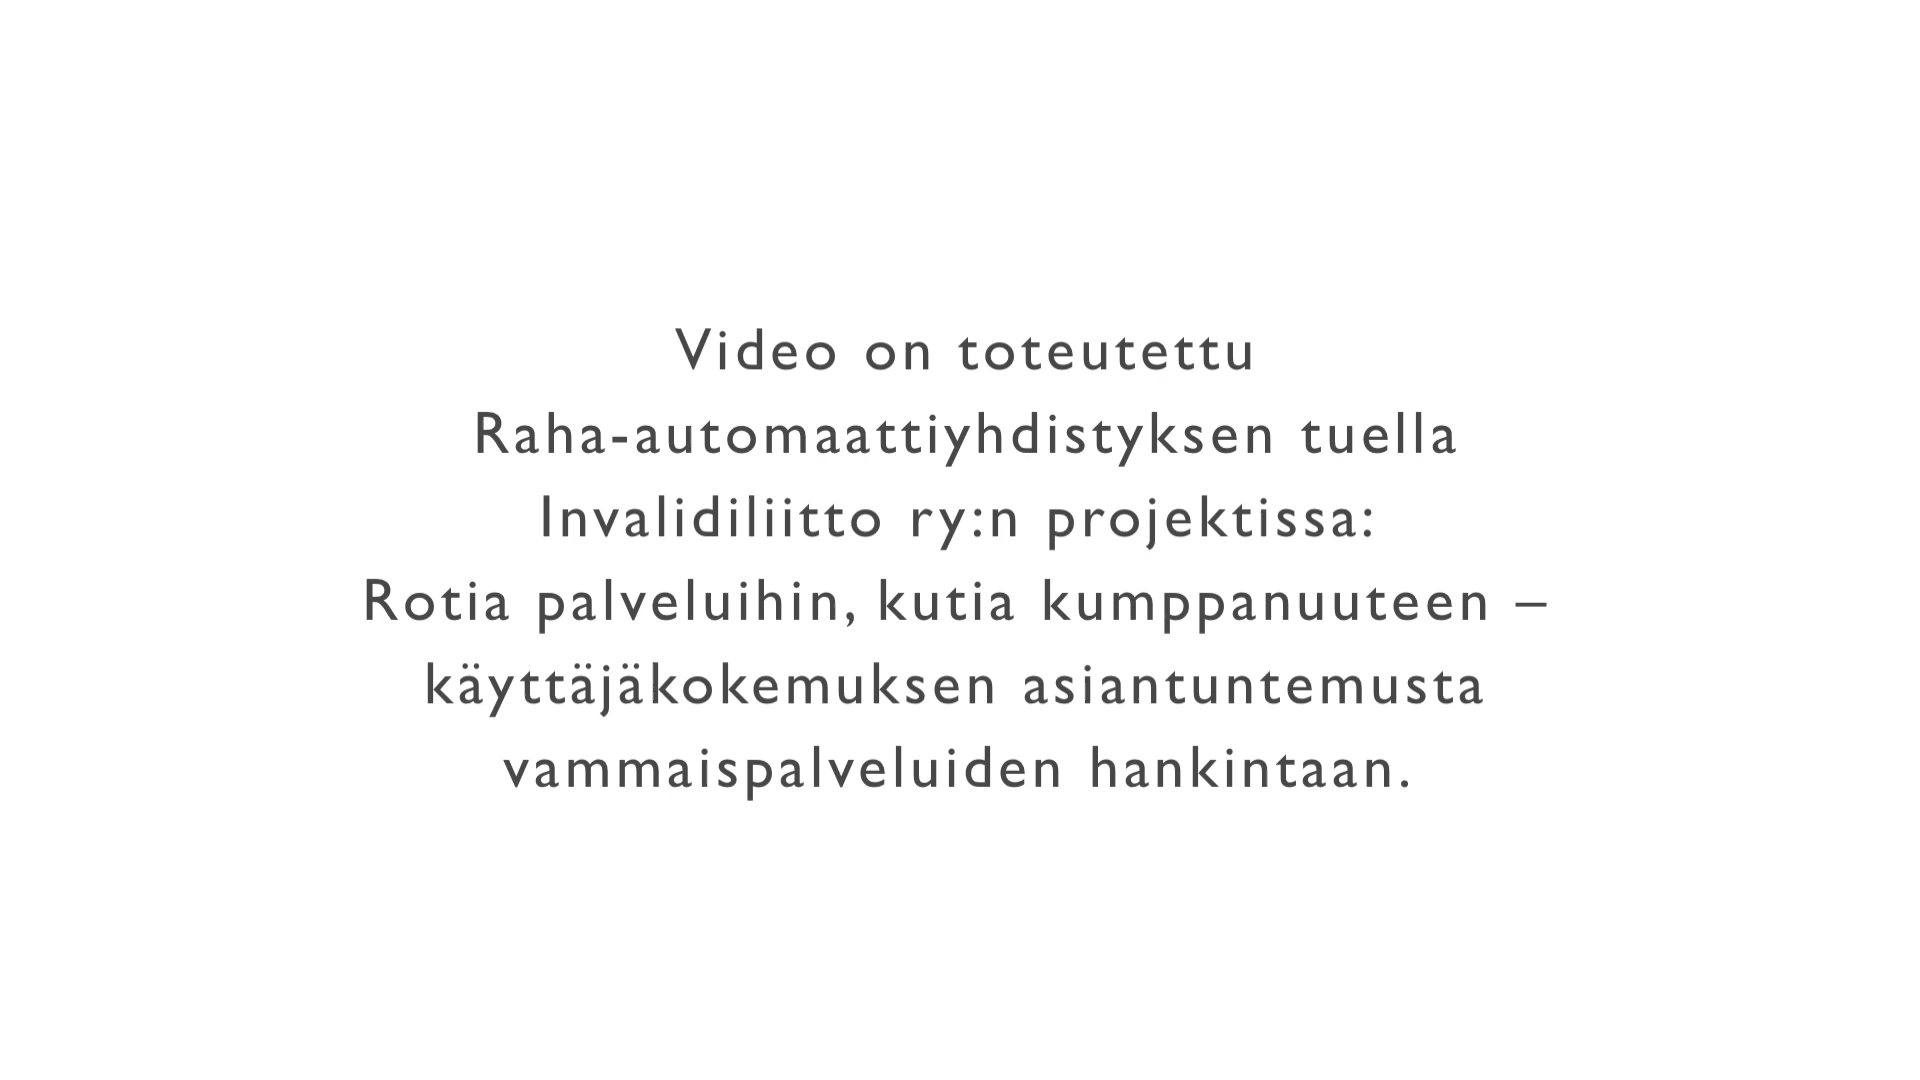 Video on toteutettu
Raha-automaattiyhdistyksen tuella
Invalidiliitto ry:n projektissa:
Rotia palveluihin, kutia kumppanuuteen –
käyttäjäkokemuksen asiantuntemusta
vammaispalveluiden hankintaan.